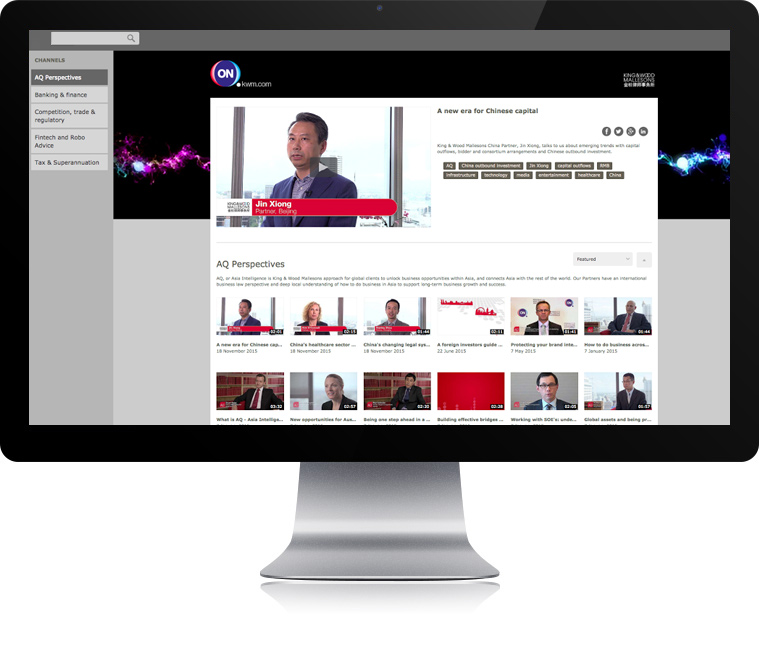 CHANNELS
AQ Perspectives
Banking & finance
Competition, trade &
regulatory
Fintech and Robo
Advice
Tax & Superannuation
ON
.kwm.com
KING&WOOD
MALLESONS
金杜律师事务所
A new era for Chinese capital
King & Wood Mallesons China Partner, Jin Xiong, talks to us about emerging trends with capital
outflows, bidder and consortium arrangements and Chinese outbound investment.
AQ China outbound investment Jin Xiong capital outflows RMB
infrastructure technology media entertainment healthcare China
KING&WOOD
MALLESONS
Jin Xiong
Partner, Beijing
AQ Perspectives
Featured
AQ, or Asia Intelligence is King & Wood Mallesons approach for global clients to unlock business opportunities within Asia, and connects Asia with the rest of the world. Our Partners have an international
business law perspective and deep local understanding of how to do business in Asia to support long-term business growth and success.
02:01
02:15
01:44
02:11
01:41
01:44
A new era for Chinese cap...
18 November 2015
China's healthcare sector ...
18 November 2015
China's changing legal sys...
18 November 2015
A foreign investors guide ...
22 June 2015
Protecting your brand inte...
7 May 2015
How to do business acros...
7 January 2015
03:32
02:57
02:30
02:38
02:05
01:57
What is AQ - Asia Intellige...
New opportunities for Aus...
Being one step ahead in a ...
Building effective bridges ...
Working with SOE's: unde...
Global assets and being pr...